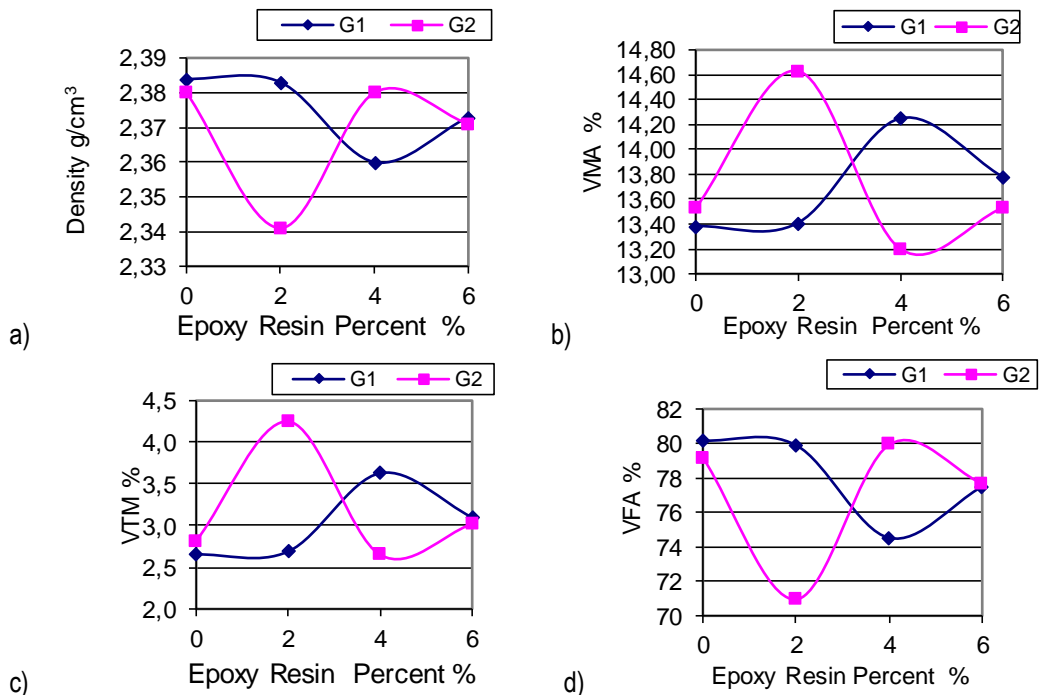 G1 G2
2,39
2,38
2,37
2,36
2,35
2,34
2,33
Density g/cm³
0 2 4 6
Epoxy Resin Percent %
a)
G1 G2
14,80
14,60
14,40
14,20
14,00
13,80
13,60
13,40
13,20
13,00
VMA %
0 2 4 6
Epoxy Resin Percent %
b)
G1 G2
4,5
4,0
3,5
3,0
2,5
2,0
VTM %
0 2 4 6
Epoxy Resin Percent %
c)
G1 G2
82
80
78
76
74
72
70
VFA %
0 2 4 6
Epoxy Resin Percent %
d)